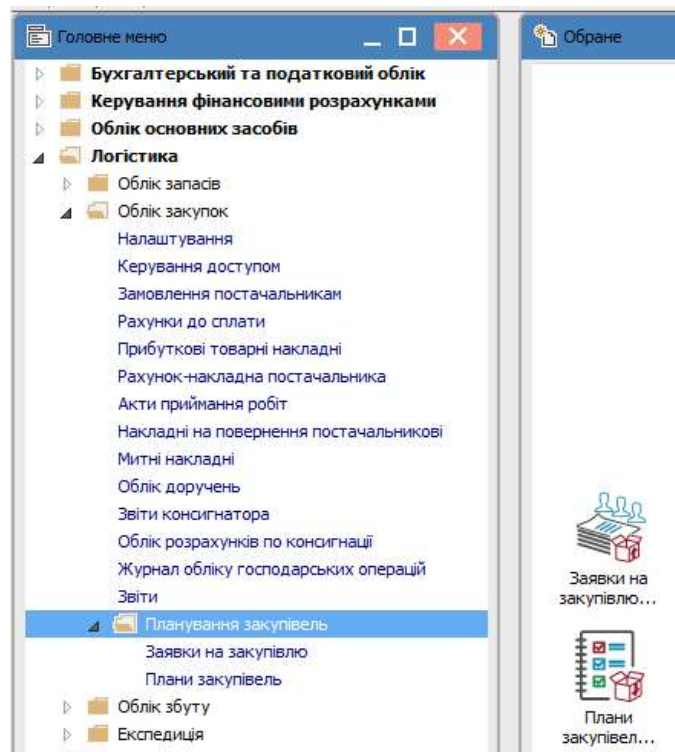 Головне меню
Обране
Бухгалтерський та податковий облік
Керування фінансовими розрахунками
Облік основних засобів
Логістика
Облік запасів
Облік закупок
Налаштування
Керування доступом
Замовлення постачальникам
Рахунки до сплати
Прибуткові товарні накладні
Рахунок-накладна постачальника
Акти приймання робіт
Накладні на повернення постачальникові
Митні накладні
Облік доручень
Звіти консигнатора
Облік розрахунків по консигнації
Журнал обліку господарських операцій
Звіти
Планування закупівель
Заявки на закупівлю
Плани закупівель
Облік збуту
Експедиція
Заявки на
закупівлю...
Плани
закупівел...